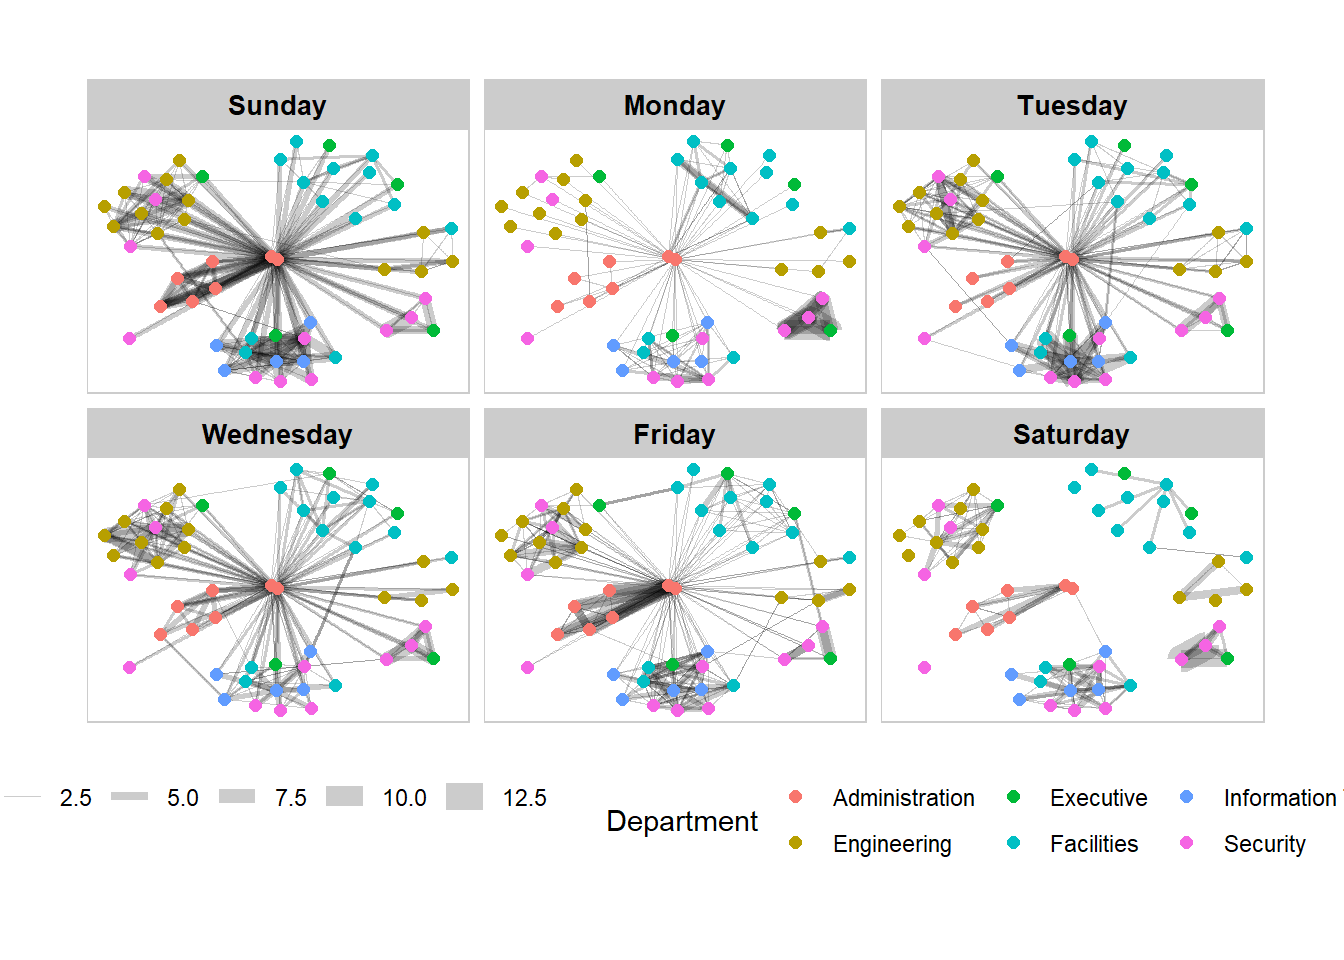 Sunday Monday Tuesday
Wednesday Friday Saturday
2.5 5.0 7.5 10.0 12.5
Department
Administration Executive Information
Engineering Facilities Security